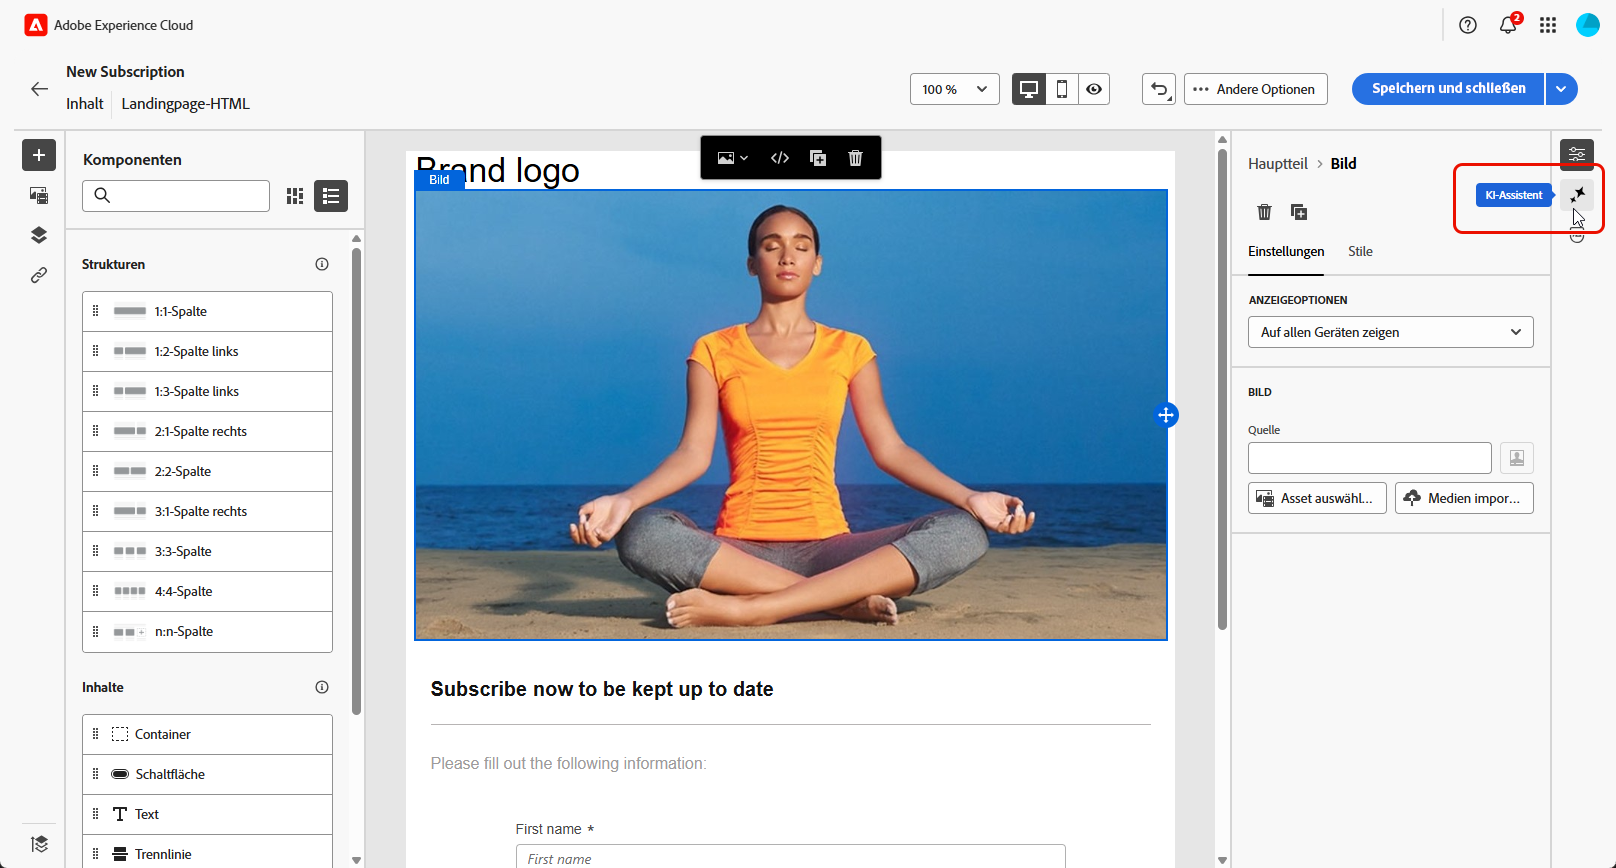 Adobe Experience Cloud
2
New Subscription
Inhalt
Landingpage-HTML
100 %
Andere Optionen
Speichern und schließen
Komponenten
Strukturen
1:1-Spalte
1:2-Spalte links
1:3-Spalte links
2:1-Spalte rechts
2:2-Spalte
3:1-Spalte rechts
3:3-Spalte
4:4-Spalte
n:n-Spalte
Inhalte
Container
Schaltfläche
Text
Trennlinie
Brand logo
Bild
Subscribe now to be kept up to date
Please fill out the following information:
First name *
First name
Hauptteil > Bild
KI-Assistent
Einstellungen
Stile
ANZEIGEOPTIONEN
Auf allen Geräten zeigen
BILD
Quelle
Asset auswähl...
Medien impor...